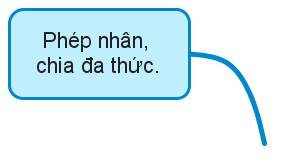 Phép nhân,
chia đa thức.